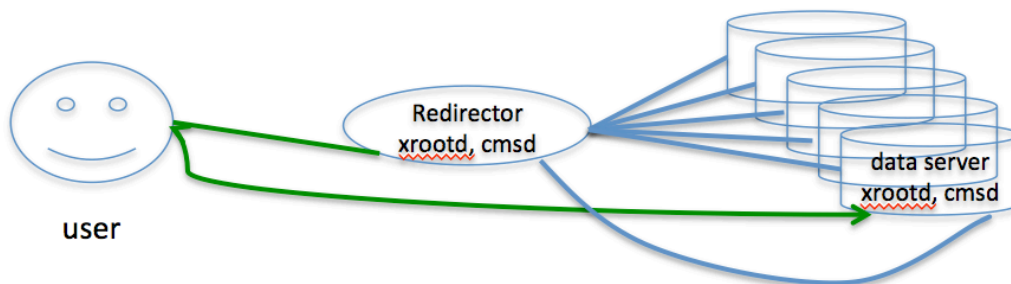 Redirector
xrootd, cmsd
data server
xrootd, cmsd
user